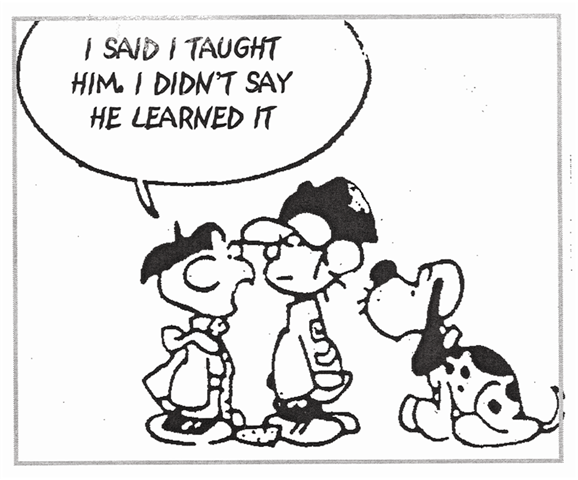 I SAID I TAUGHT
HIM. I DIDN'T SAY
HE LEARNED IT